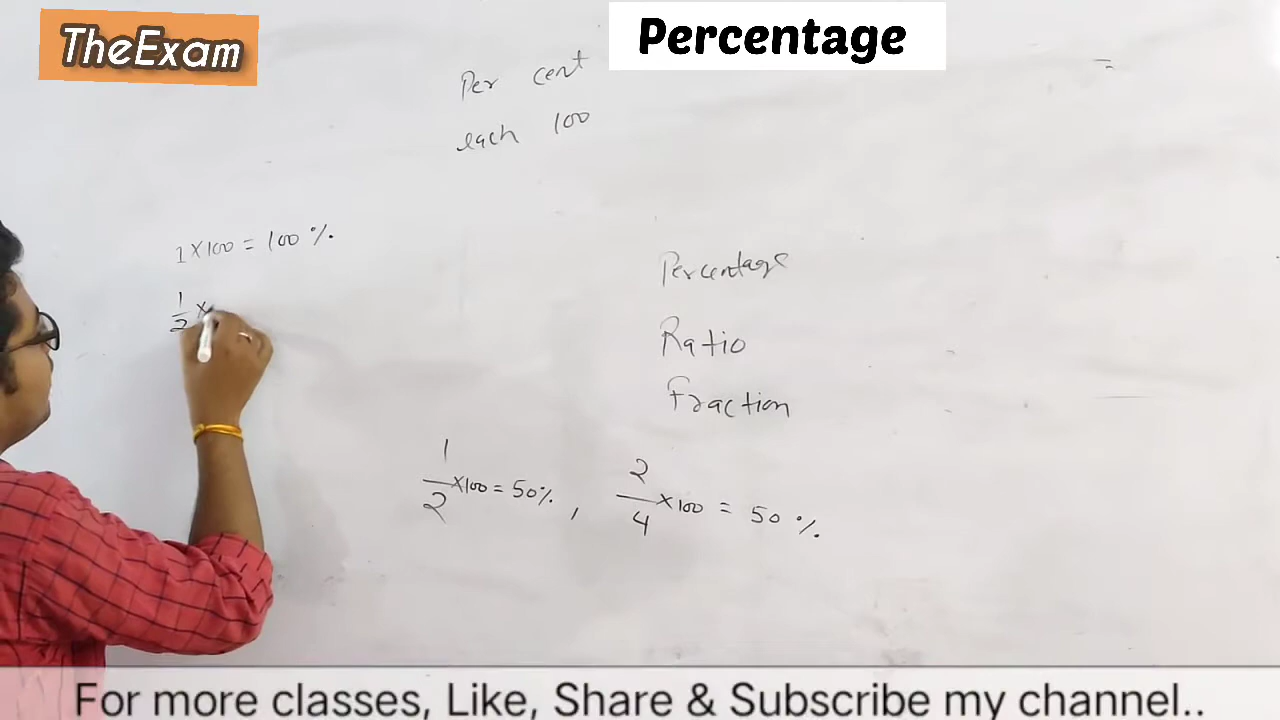 TheExam
Percentage
Per cent
each 100
1 × 100 = 100 %
1/2 ×
Percentage
Ratio
Fraction
1/2 × 100 = 50% , 2/4 × 100 = 50 %
For more classes, Like, Share & Subscribe my channel..